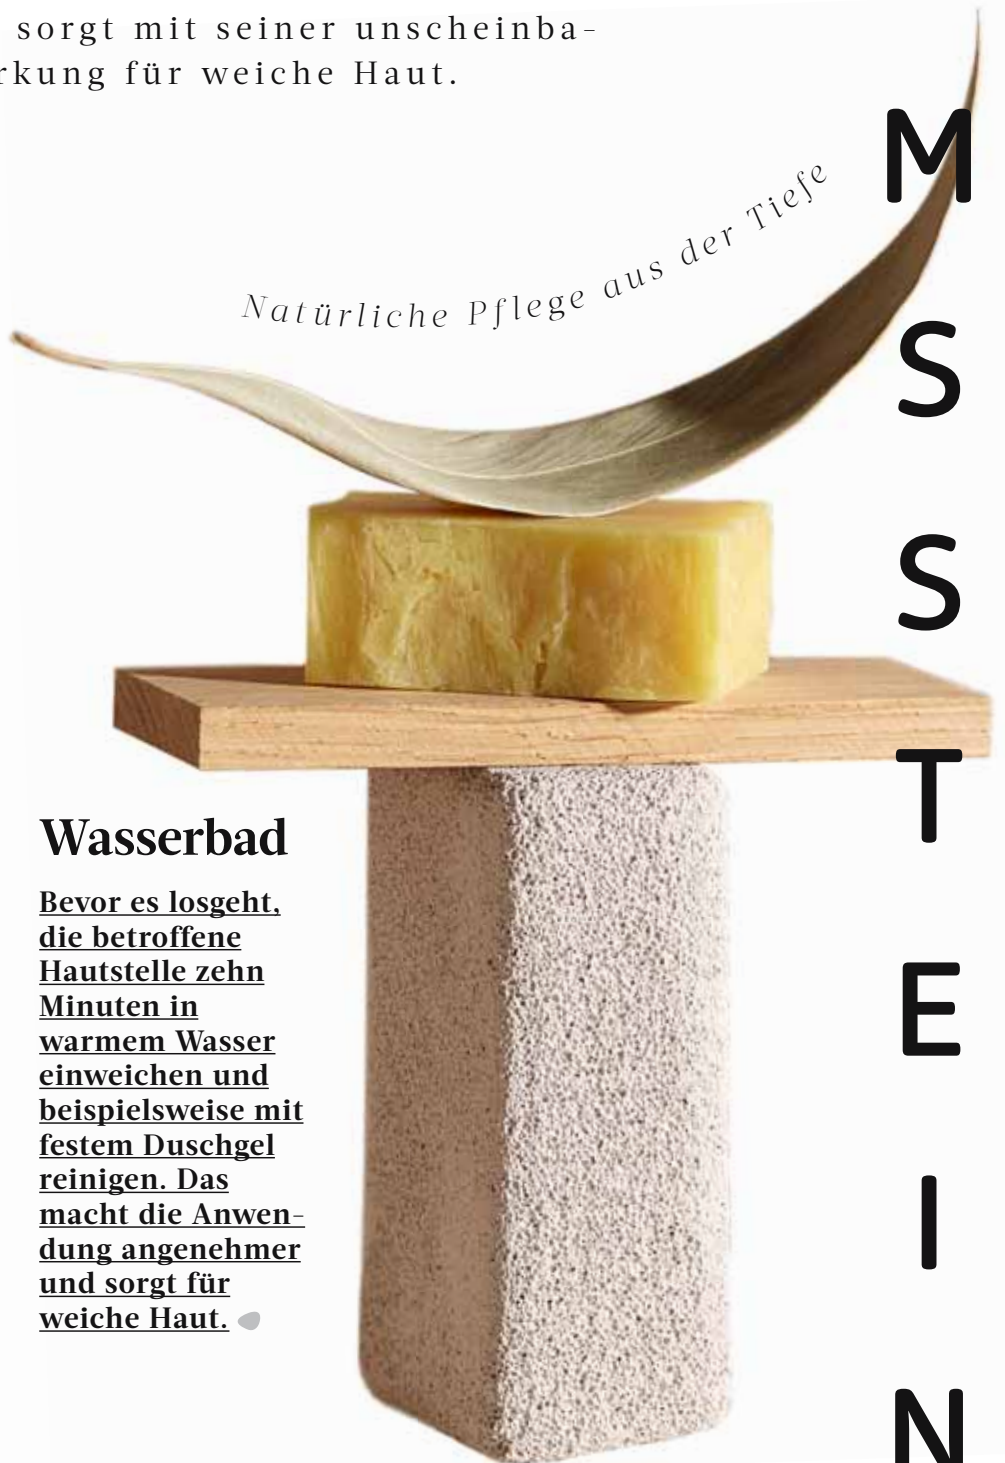 sorgt mit seiner unscheinba-
rkung für weiche Haut.
Natürliche Pflege aus der Tiefe
M
S
S
T
E
I
N
Wasserbad
Bevor es losgeht,
die betroffene
Hautstelle zehn
Minuten in
warmem Wasser
einweichen und
beispielsweise mit
festem Duschgel
reinigen. Das
macht die Anwen-
dung angenehmer
und sorgt für
weiche Haut.